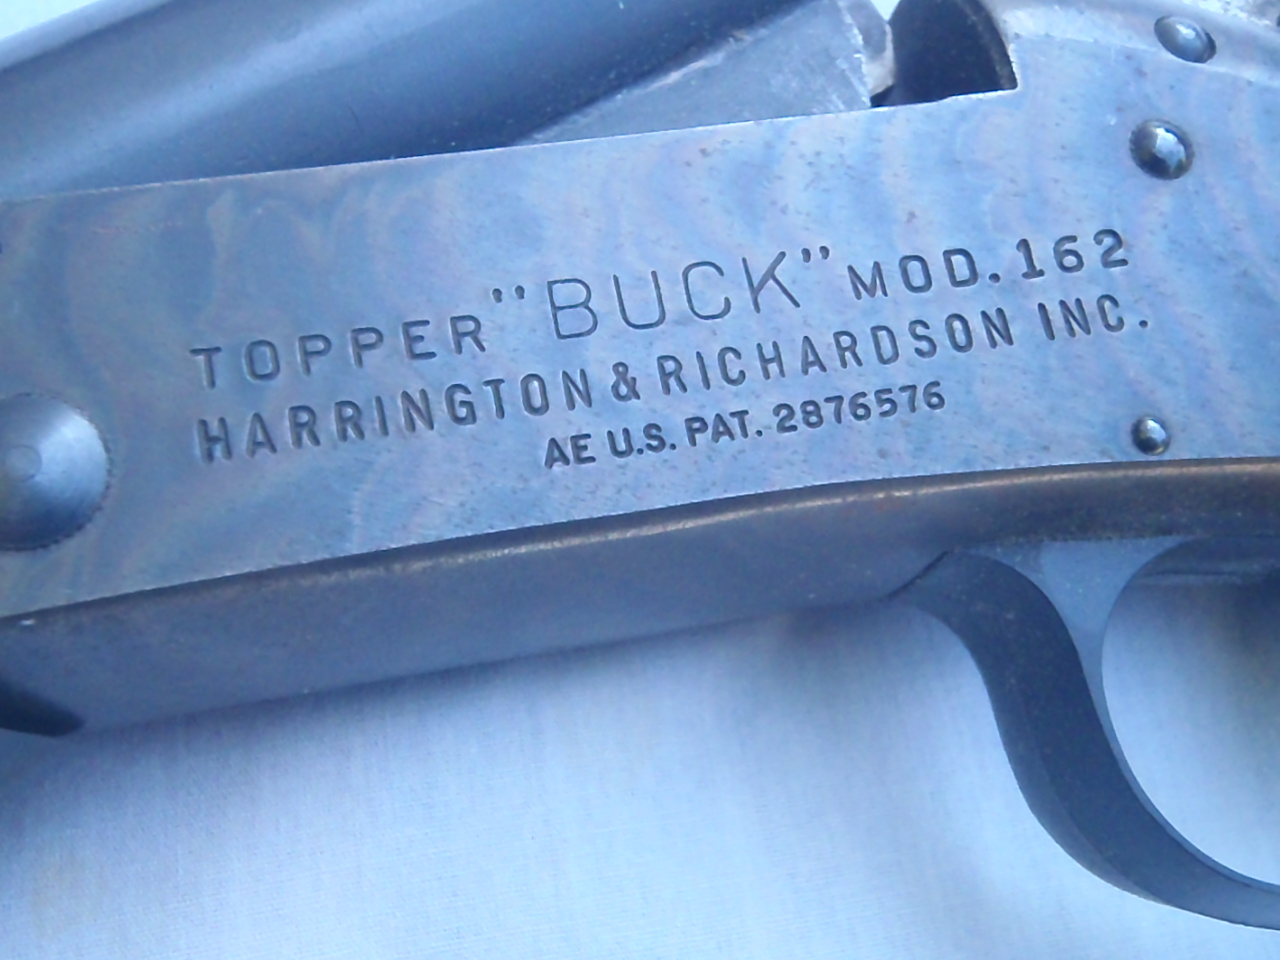 TOPPER "BUCK" MOD. 162
HARRINGTON & RICHARDSON INC.
AE U.S. PAT. 2876576